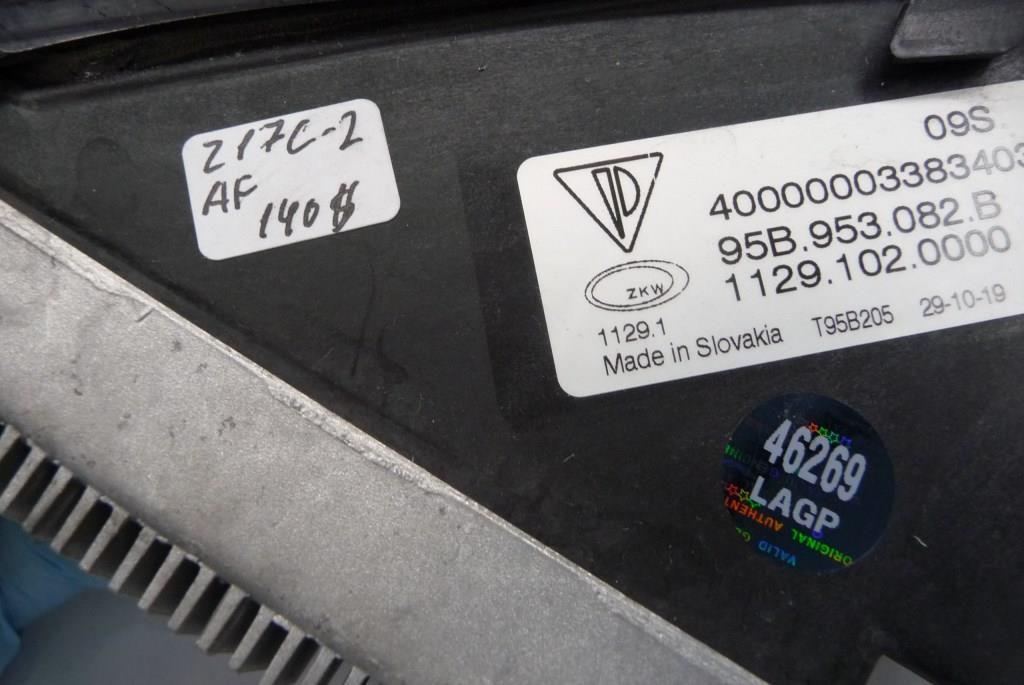 217C-2
AF
140$
09S
40000003383403
95B.953.082.B
1129.102.0000
ZKW
1129.1
Made in Slovakia T95B205 29-10-19
46269
LAGP
ORIGINAL AUTHENT
VALID G